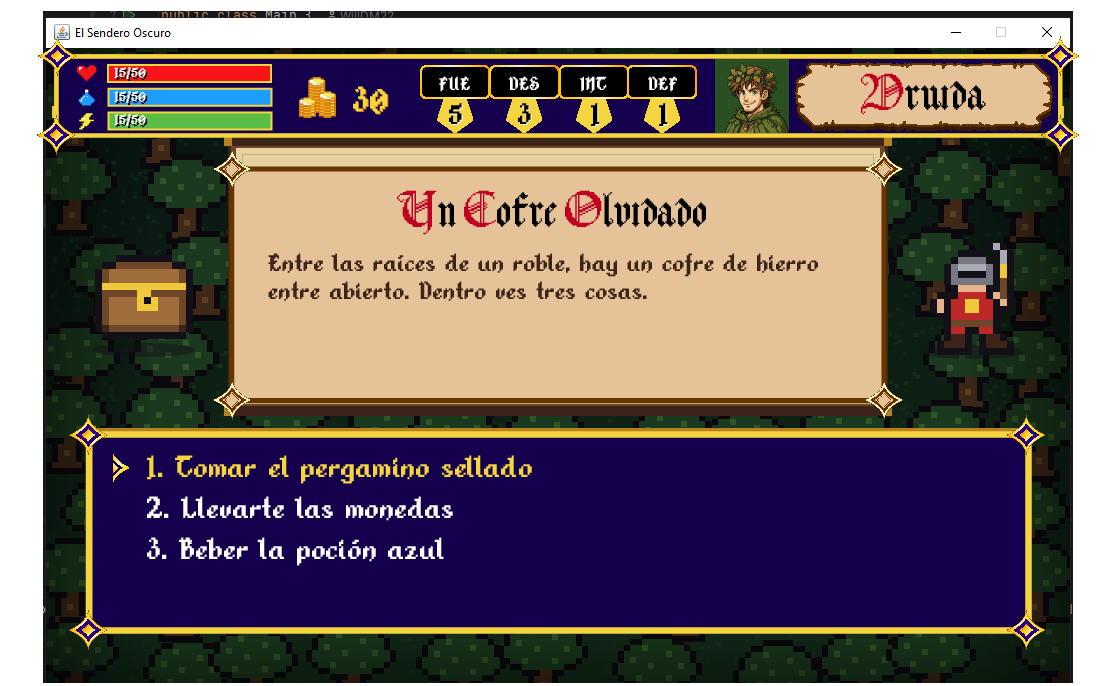 public class Main
WillDM22
El Sendero Oscuro
15/50
15/50
15/50
30
FUE DES INT DEF
5 3 1 1
Druida
Un Cofre Olvidado
Entre las raíces de un roble, hay un cofre de hierro
entre abierto. Dentro ves tres cosas.
1. Tomar el pergamino sellado
2. Llevarte las monedas
3. Beber la poción azul